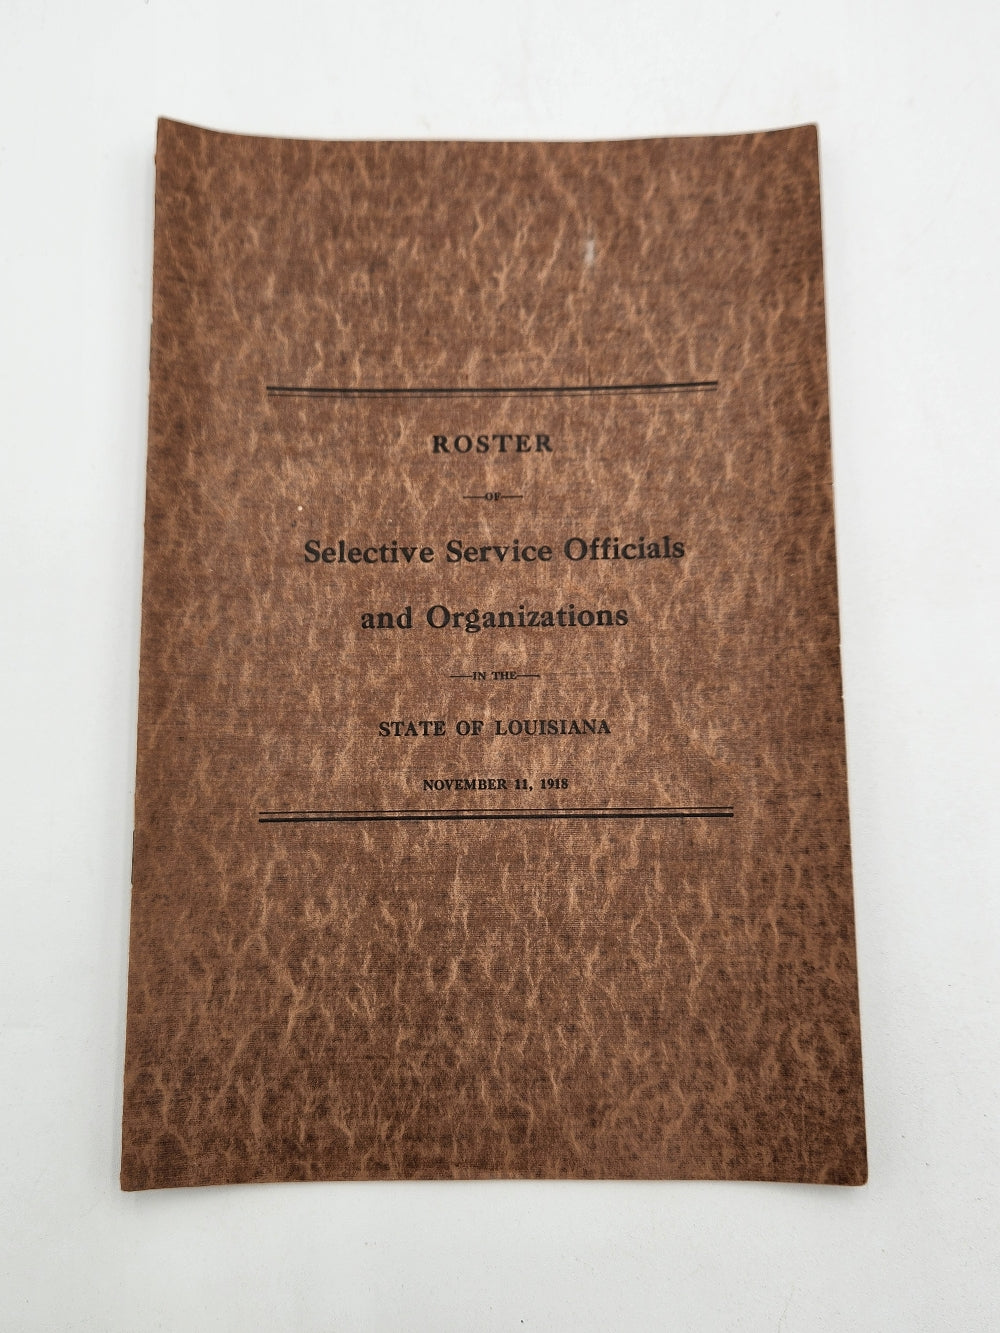 ROSTER
—OF—
Selective Service Officials
and Organizations
—IN THE—
STATE OF LOUISIANA
NOVEMBER 11, 1918